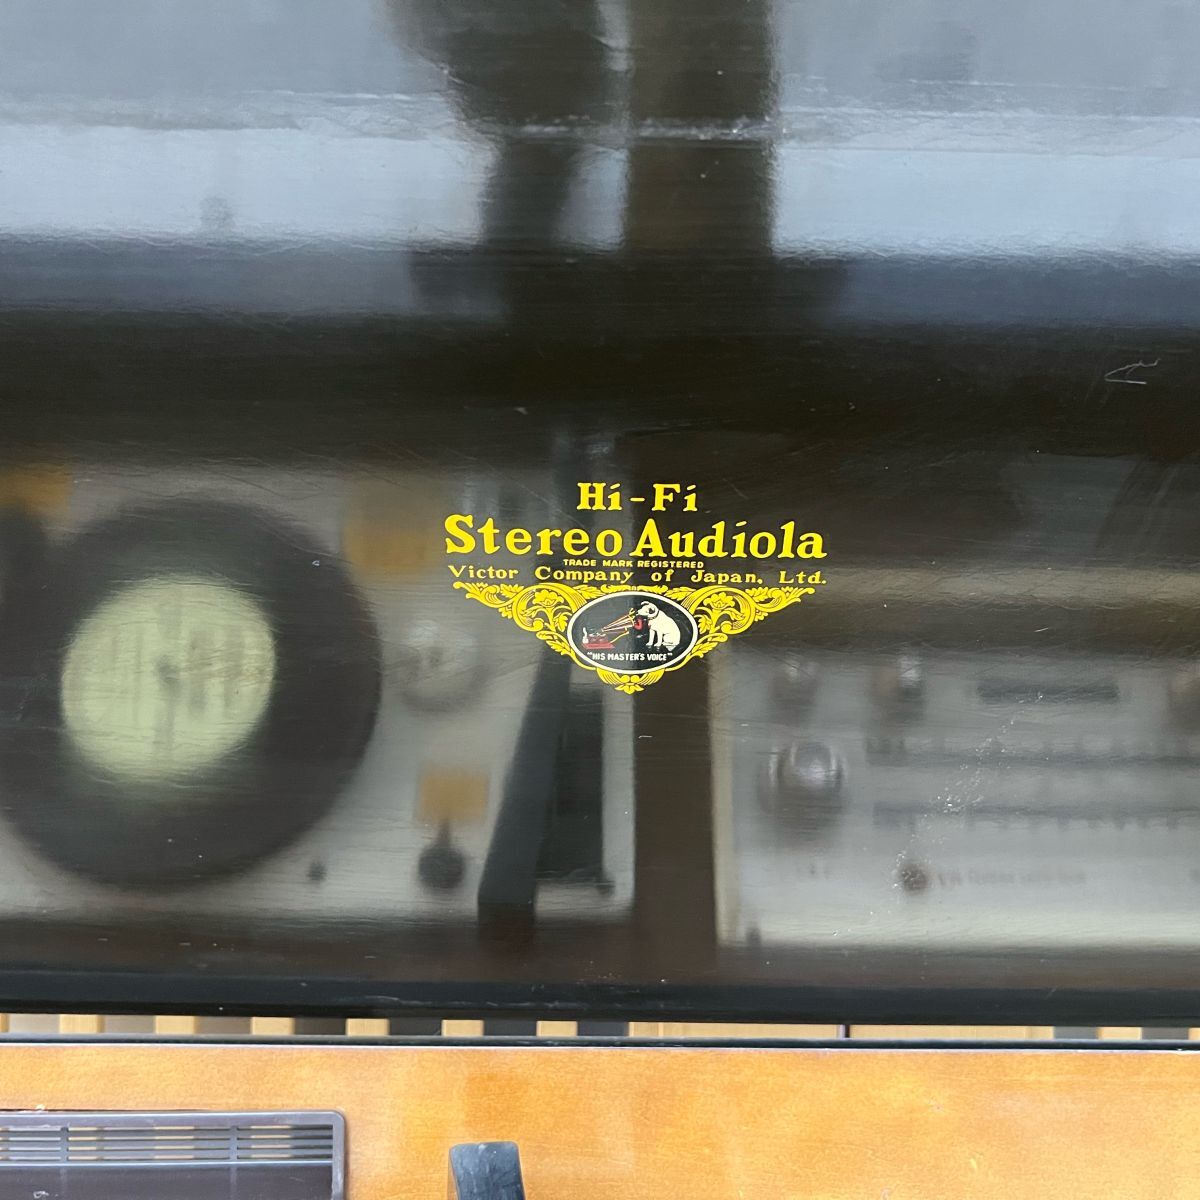 Hi-Fi
Stereo Audiola
TRADE MARK REGISTERED
Victor Company of Japan, Ltd.
"HIS MASTER'S VOICE"